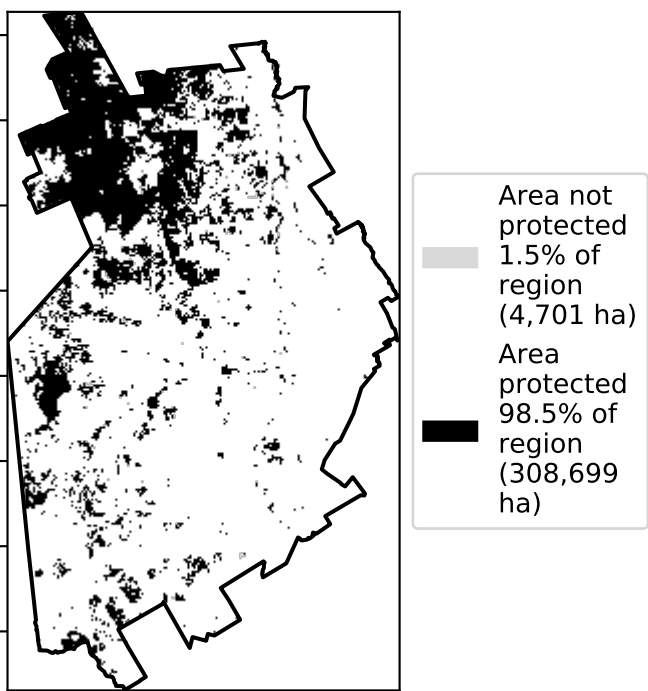 Area not
protected
1.5% of
region
(4,701 ha)
Area
protected
98.5% of
region
(308,699
ha)